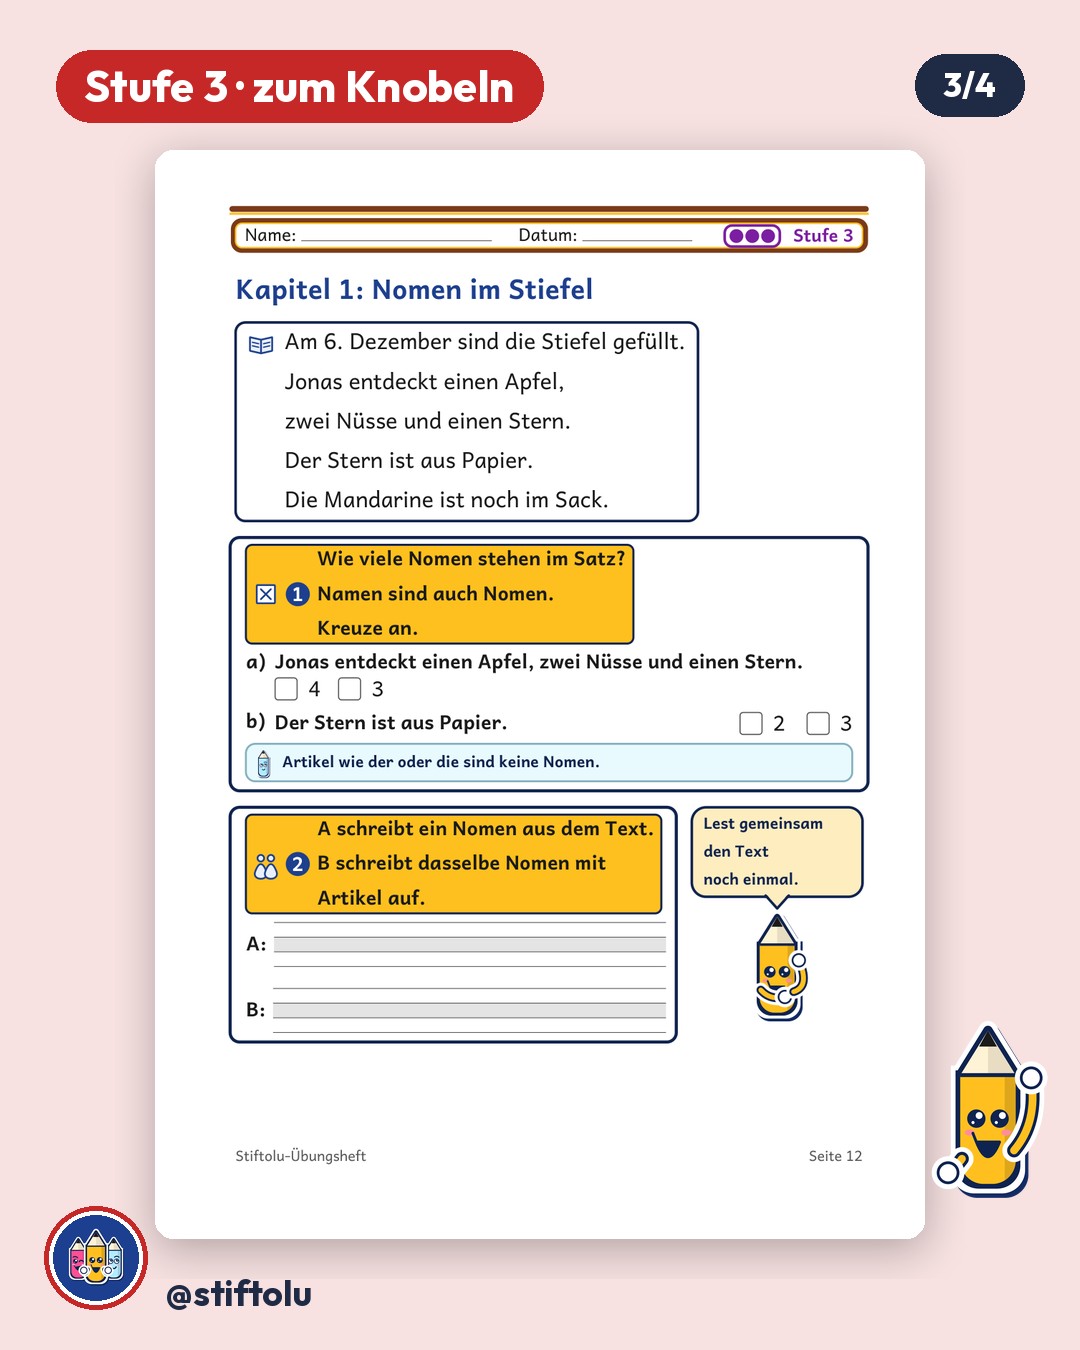 Stufe 3 · zum Knobeln
3/4
Name: Datum: Stufe 3
Kapitel 1: Nomen im Stiefel
Am 6. Dezember sind die Stiefel gefüllt.
Jonas entdeckt einen Apfel,
zwei Nüsse und einen Stern.
Der Stern ist aus Papier.
Die Mandarine ist noch im Sack.
Wie viele Nomen stehen im Satz?
1 Namen sind auch Nomen.
Kreuze an.
a) Jonas entdeckt einen Apfel, zwei Nüsse und einen Stern.
4 3
b) Der Stern ist aus Papier. 2 3
Artikel wie der oder die sind keine Nomen.
A schreibt ein Nomen aus dem Text.
2 B schreibt dasselbe Nomen mit
Artikel auf.
A:
B:
Lest gemeinsam
den Text
noch einmal.
Stiftolu-Übungsheft Seite 12
@stiftolu